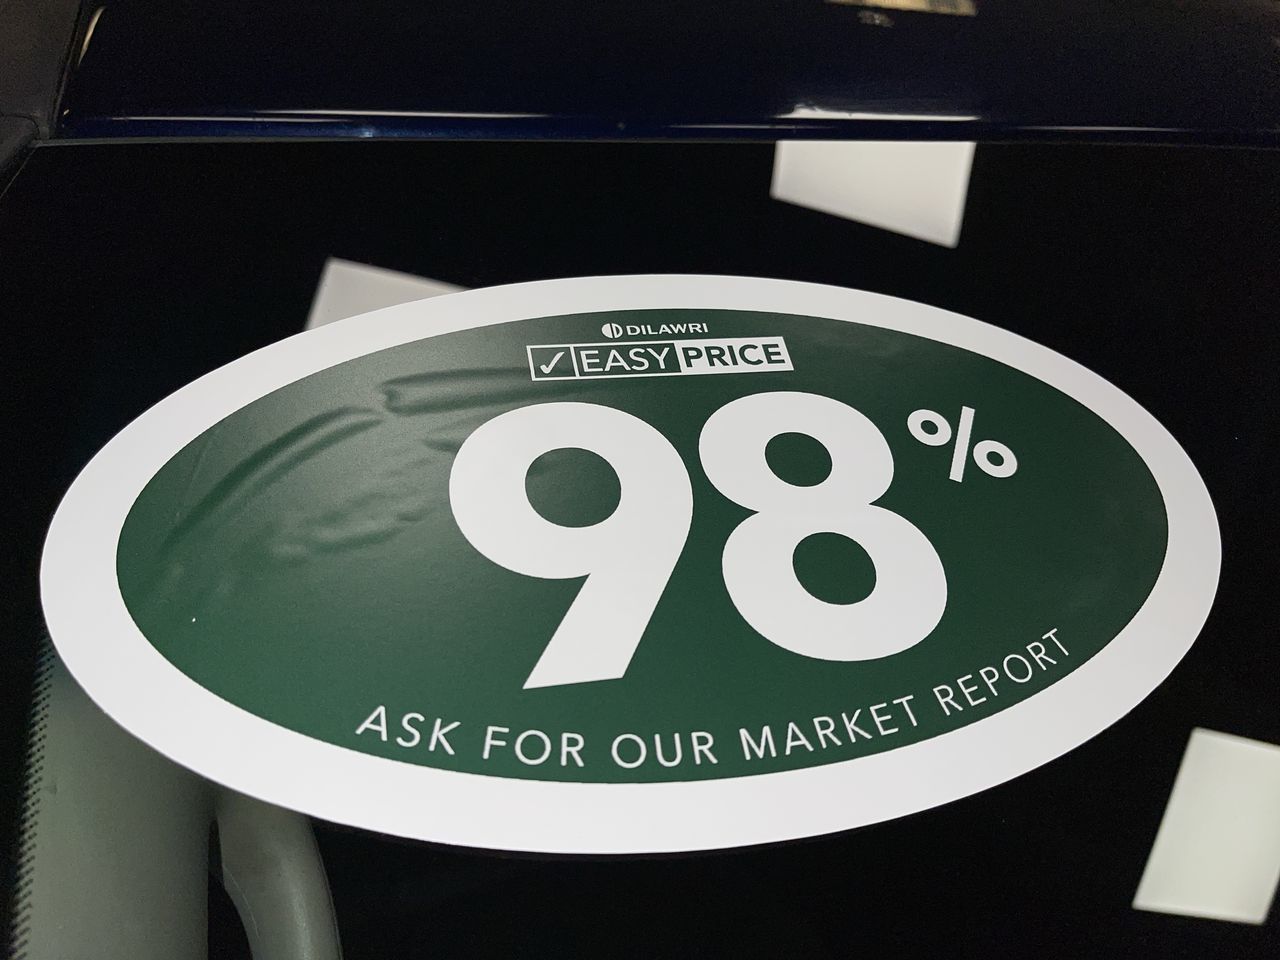 DILAWRI
✓ EASY PRICE
98%
ASK FOR OUR MARKET REPORT